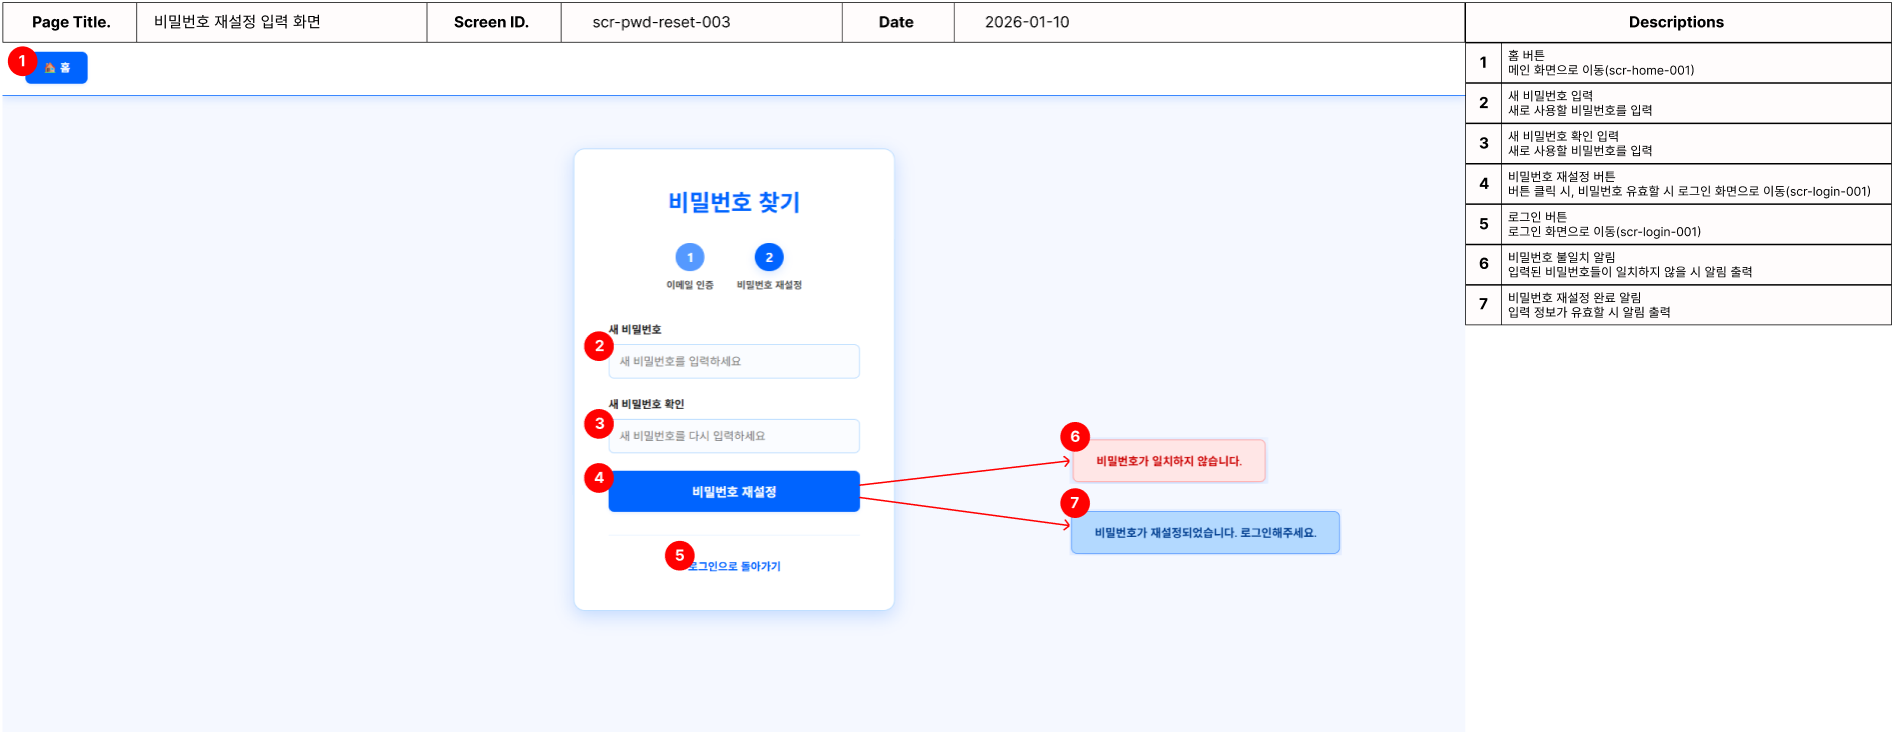 Page Title.
비밀번호 재설정 입력 화면
Screen ID.
scr-pwd-reset-003
Date
2026-01-10
Descriptions
1
홈
1
홈 버튼
메인 화면으로 이동(scr-home-001)
2
새 비밀번호 입력
새로 사용할 비밀번호를 입력
3
새 비밀번호 확인 입력
새로 사용할 비밀번호를 입력
4
비밀번호 재설정 버튼
버튼 클릭 시, 비밀번호 유효할 시 로그인 화면으로 이동(scr-login-001)
5
로그인 버튼
로그인 화면으로 이동(scr-login-001)
6
비밀번호 불일치 알림
입력된 비밀번호들이 일치하지 않을 시 알림 출력
7
비밀번호 재설정 완료 알림
입력 정보가 유효할 시 알림 출력
비밀번호 찾기
1
2
이메일 인증
비밀번호 재설정
새 비밀번호
2
새 비밀번호를 입력하세요
새 비밀번호 확인
3
새 비밀번호를 다시 입력하세요
4
비밀번호 재설정
5
로그인으로 돌아가기
6
비밀번호가 일치하지 않습니다.
7
비밀번호가 재설정되었습니다. 로그인해주세요.